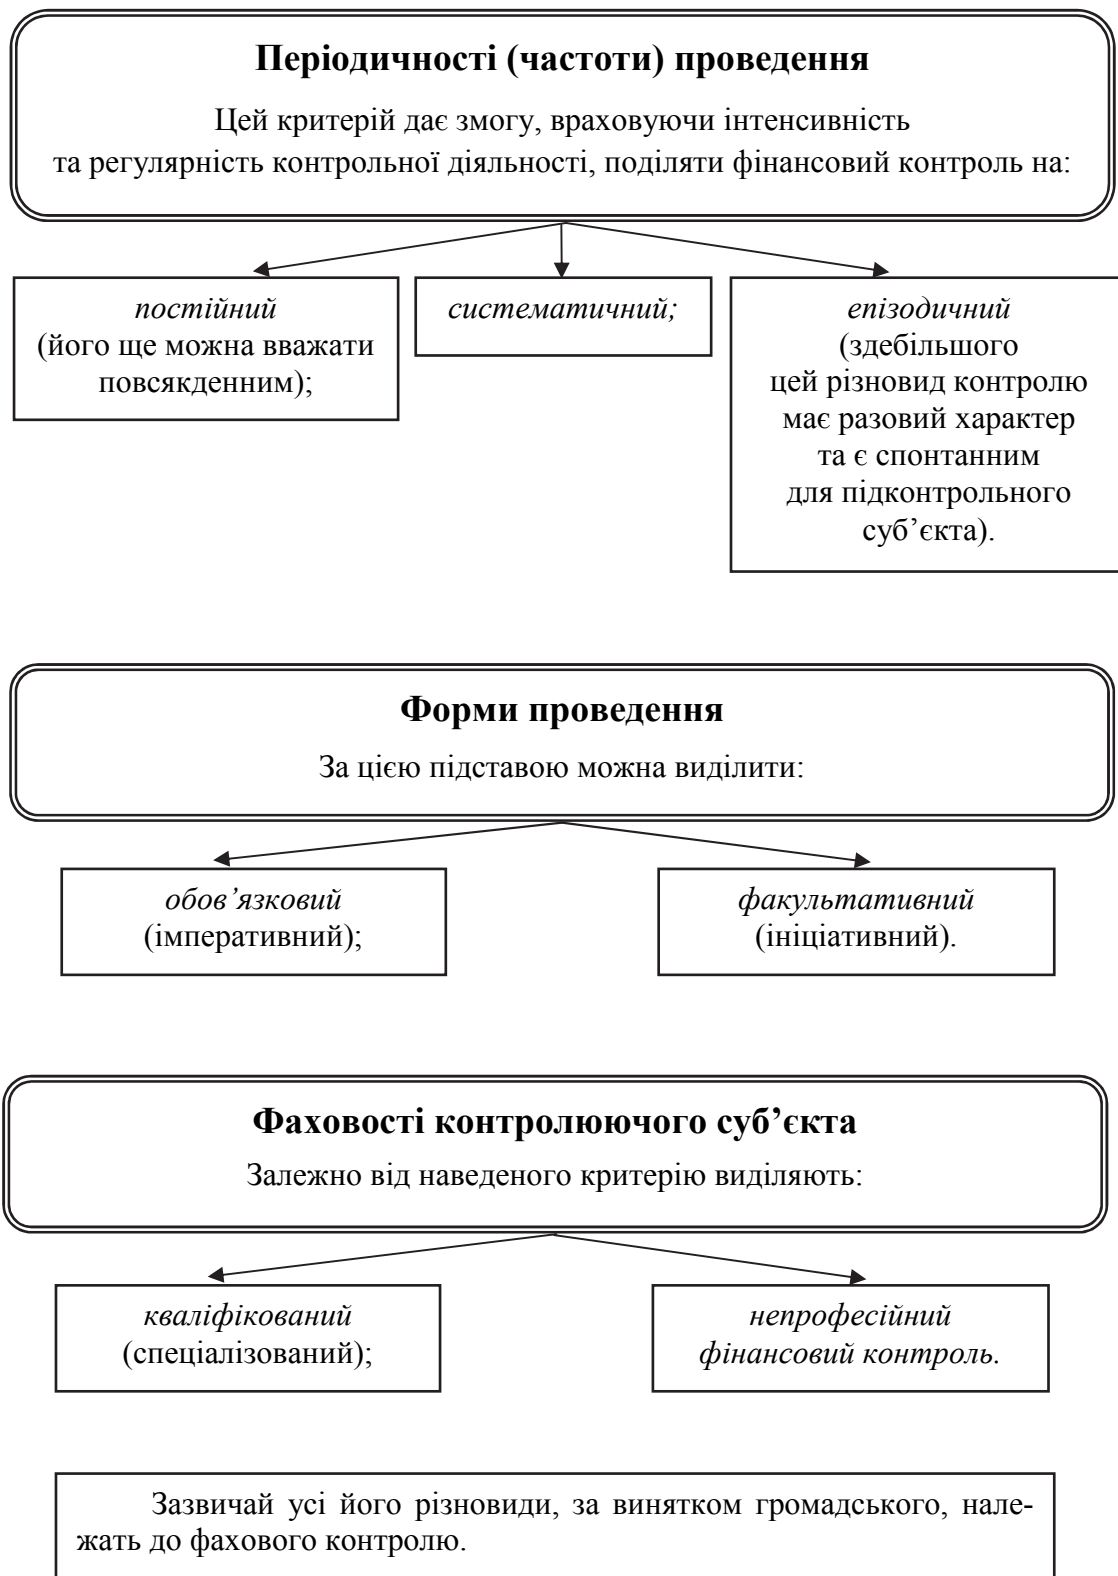 Періодичності (частоти) проведення
Цей критерій дає змогу, враховуючи інтенсивність
та регулярність контрольної діяльності, поділяти фінансовий контроль на:
постійний
(його ще можна вважати
повсякденним);
систематичний;
епізодичний
(здебільшого
цей різновид контролю
має разовий характер
та є спонтанним
для підконтрольного
суб’єкта).
Форми проведення
За цією підставою можна виділити:
обов’язковий
(імперативний);
факультативний
(ініціативний).
Фаховості контролюючого суб’єкта
Залежно від наведеного критерію виділяють:
кваліфікований
(спеціалізований);
непрофесійний
фінансовий контроль.
Зазвичай усі його різновиди, за винятком громадського, нале-
жать до фахового контролю.